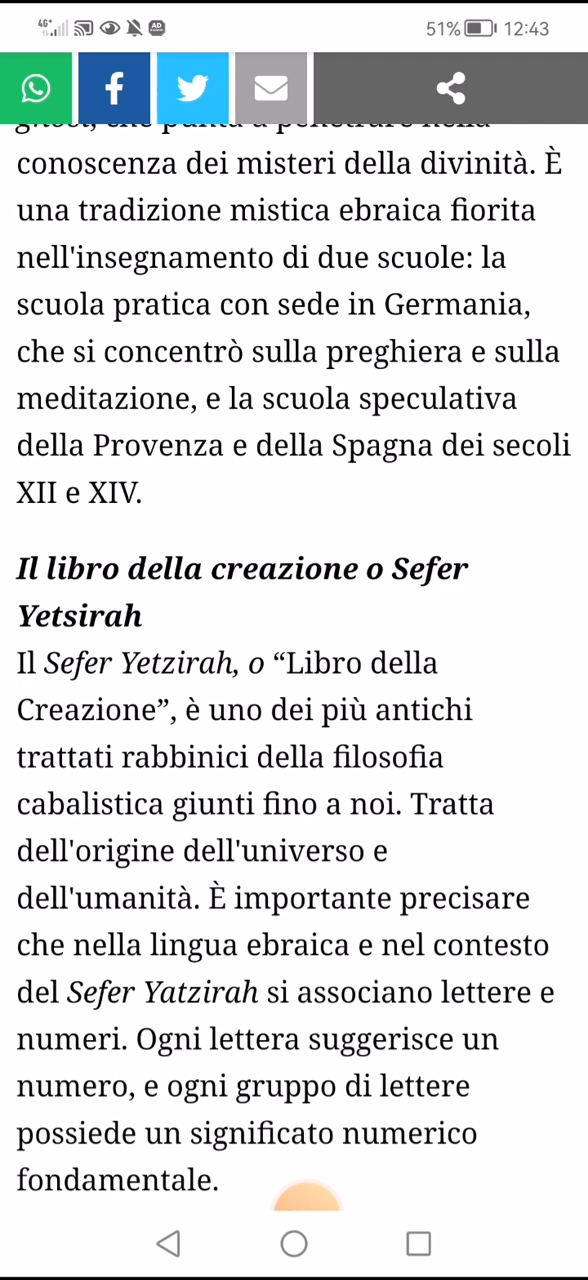 4G+
51% 12:43
conoscenza dei misteri della divinità. È
una tradizione mistica ebraica fiorita
nell'insegnamento di due scuole: la
scuola pratica con sede in Germania,
che si concentrò sulla preghiera e sulla
meditazione, e la scuola speculativa
della Provenza e della Spagna dei secoli
XII e XIV.
Il libro della creazione o Sefer
Yetsirah
Il Sefer Yetzirah, o “Libro della
Creazione”, è uno dei più antichi
trattati rabbinici della filosofia
cabalistica giunti fino a noi. Tratta
dell'origine dell'universo e
dell'umanità. È importante precisare
che nella lingua ebraica e nel contesto
del Sefer Yatzirah si associano lettere e
numeri. Ogni lettera suggerisce un
numero, e ogni gruppo di lettere
possiede un significato numerico
fondamentale.